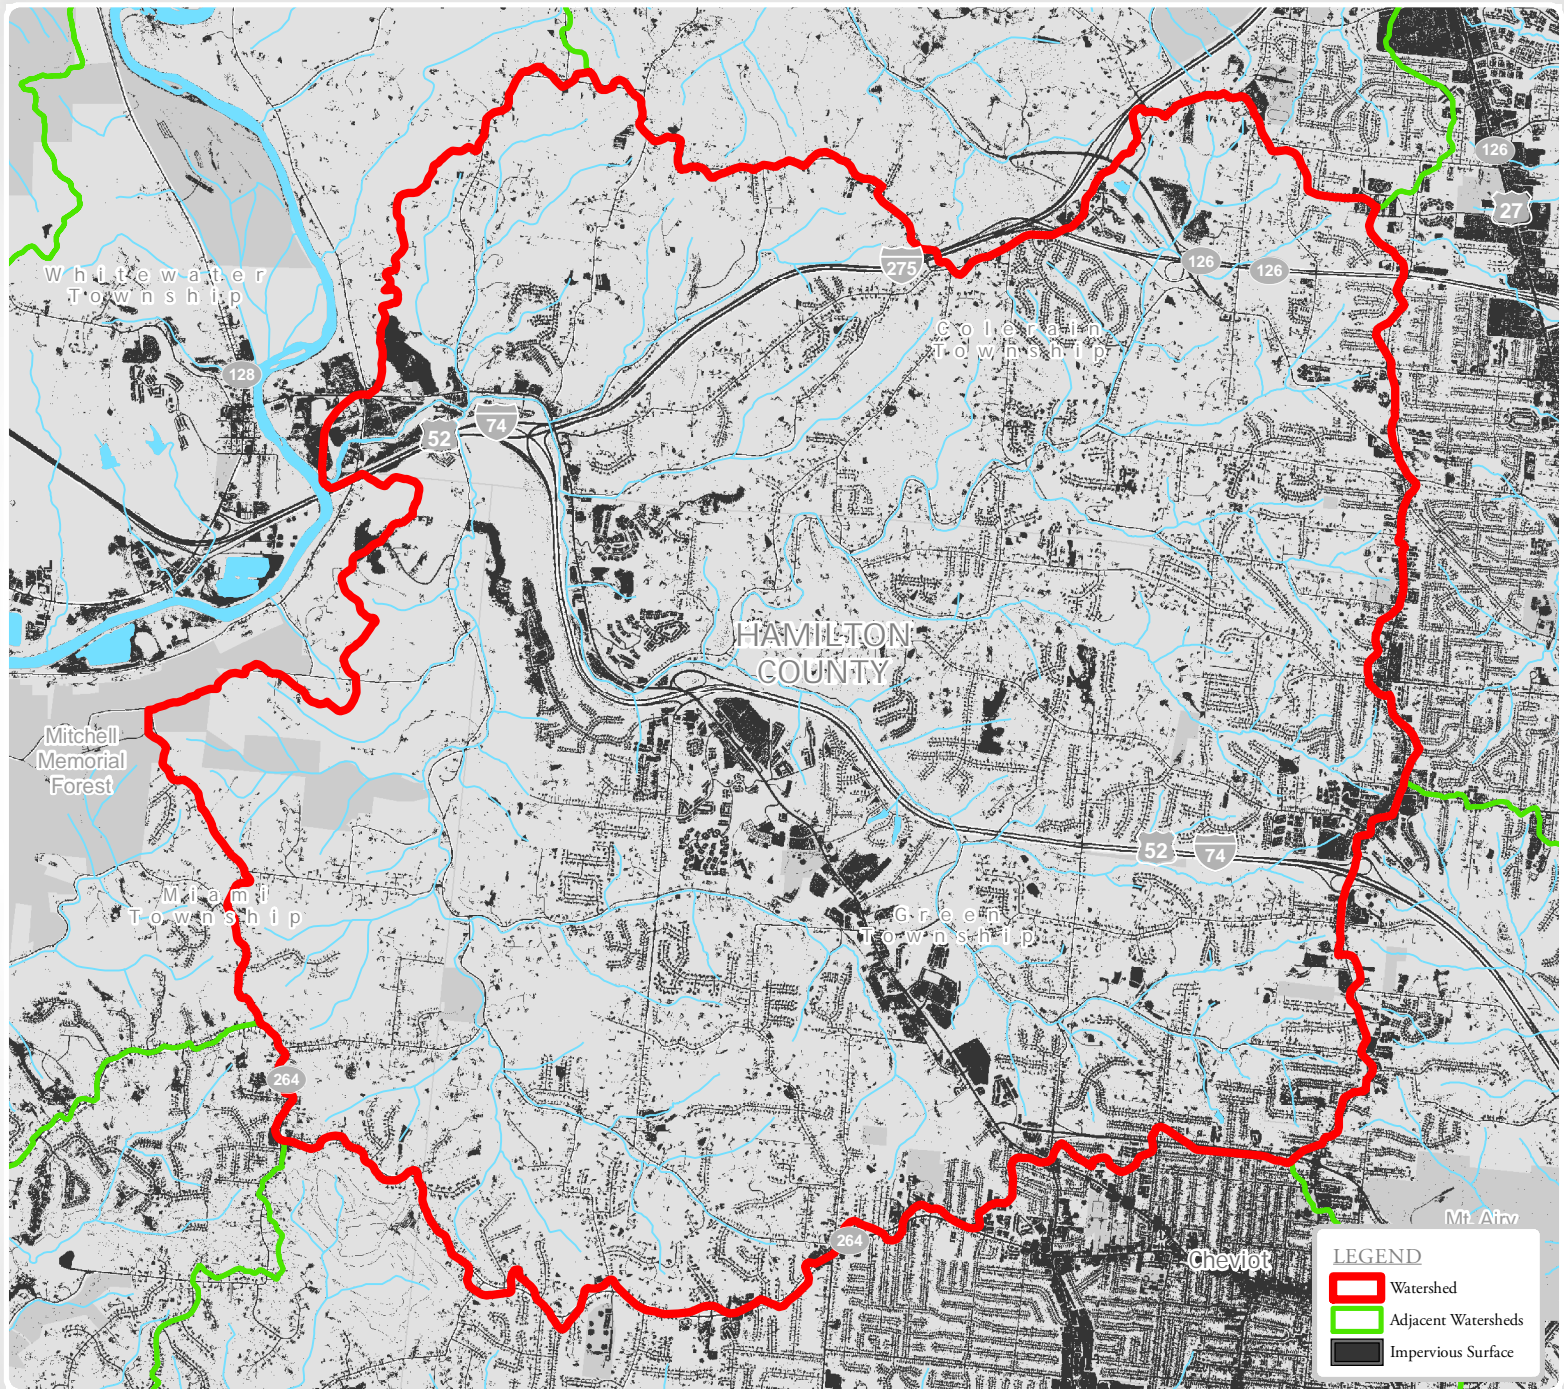 126
27
Whitewater
Township
275
126
126
Colerain
Township
128
52
74
HAMILTON
COUNTY
Mitchell
Memorial
Forest
52
74
Miami
Township
Green
Township
264
264
Mt. Airy
Cheviot
LEGEND
Watershed
Adjacent Watersheds
Impervious Surface